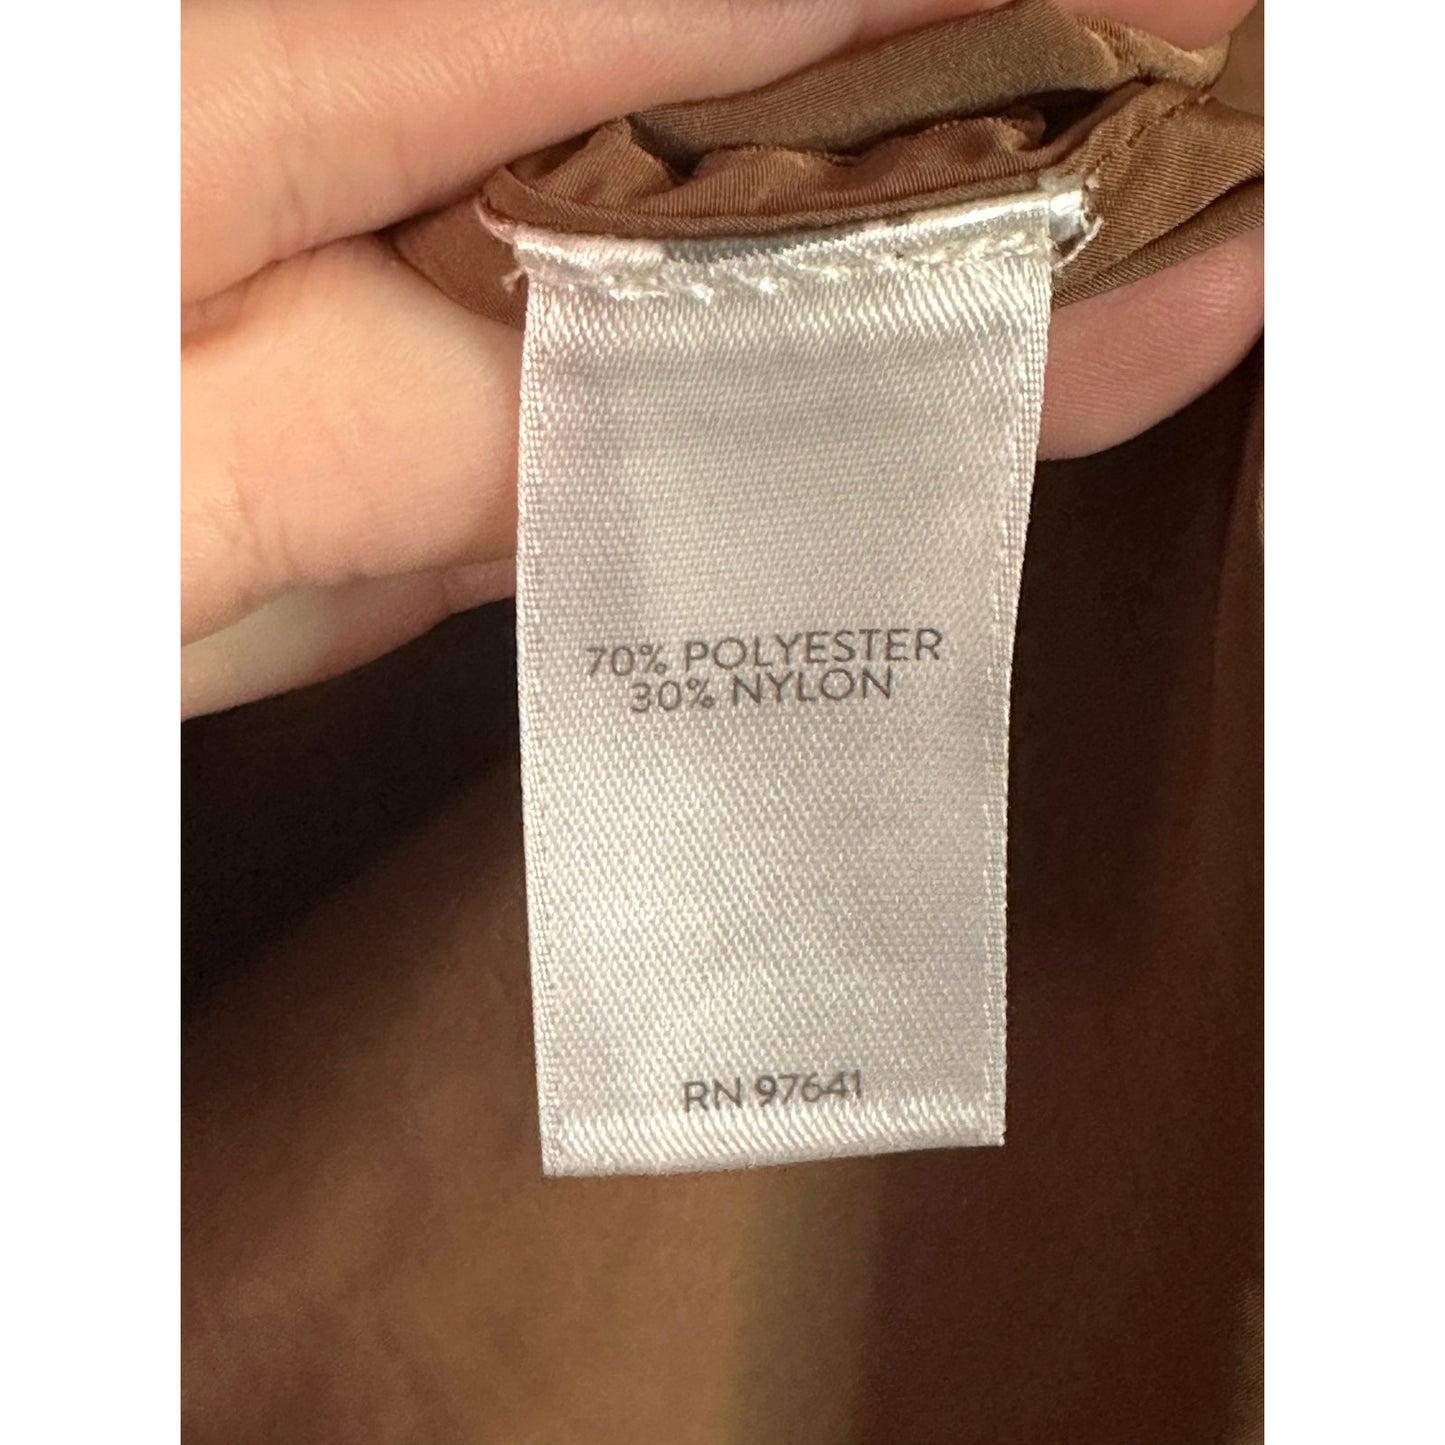 70% POLYESTER
30% NYLON
RN 97641